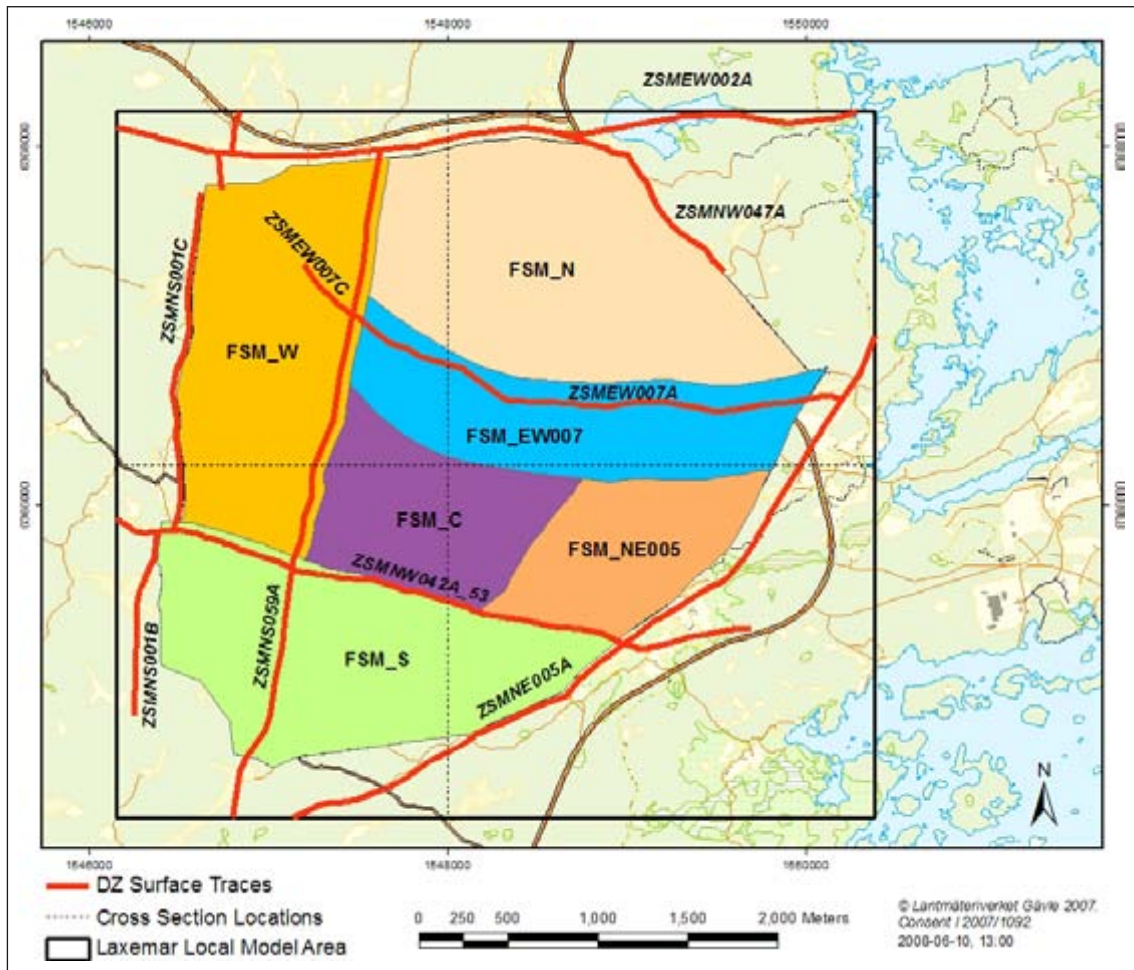 1546000 1548000 1550000
ZSMEW002A
ZSMNW047A
ZSMEW007C
ZSMNS001C
FSM_N
FSM_W
ZSMEW007A
FSM_EW007
FSM_C
FSM_NE005
ZSMNW042A_53
ZSMNS001B
ZSMNS059A
FSM_S
ZSMNE005A
N
1546000 1548000 1550000
DZ Surface Traces
Cross Section Locations
Laxemar Local Model Area
0 250 500 1,000 1,500 2,000 Meters
© Lantmäteriverket Gävle 2007.
Consent I 2007/1092
2008-06-10, 13:00